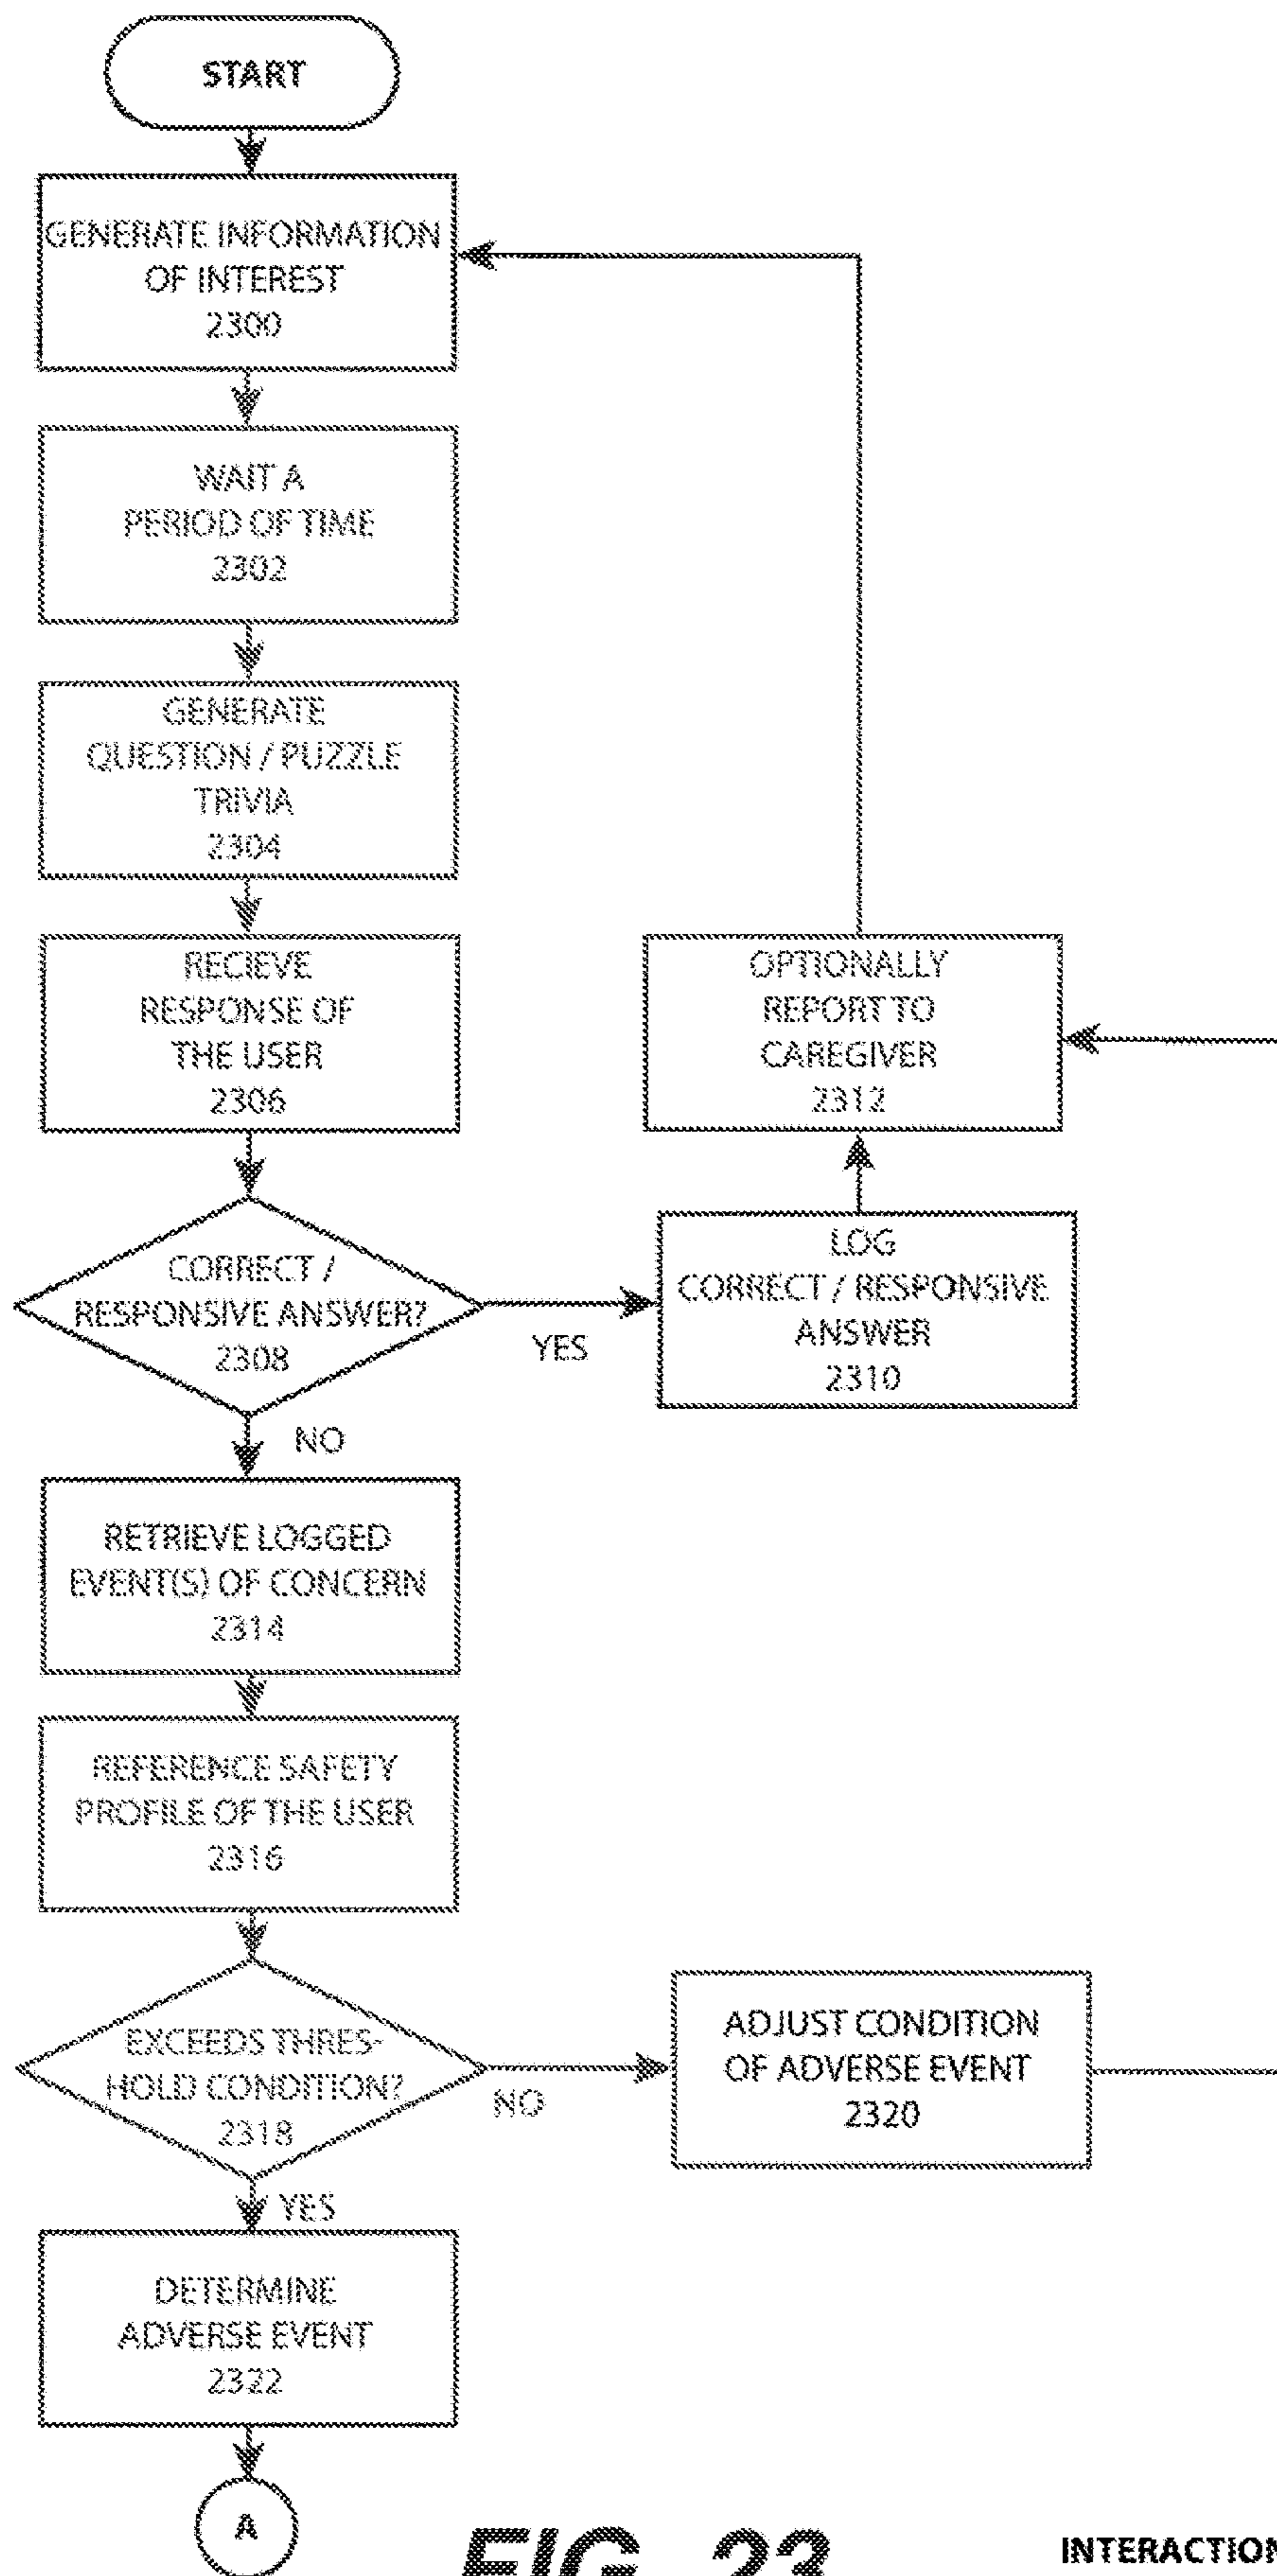 START
GENERATE INFORMATION
OF INTEREST
2300
WAIT A
PERIOD OF TIME
2302
GENERATE
QUESTION / PUZZLE
TRIVIA
2304
RECIEVE
RESPONSE OF
THE USER
2306
OPTIONALLY
REPORT TO
CAREGIVER
2312
CORRECT /
RESPONSIVE ANSWER?
2308
YES
LOG
CORRECT / RESPONSIVE
ANSWER
2310
NO
RETRIEVE LOGGED
EVENT(S) OF CONCERN
2314
REFERENCE SAFETY
PROFILE OF THE USER
2316
EXCEEDS THRES-
HOLD CONDITION?
2318
NO
ADJUST CONDITION
OF ADVERSE EVENT
2320
YES
DETERMINE
ADVERSE EVENT
2322
A
FIG. 23
INTERACTION